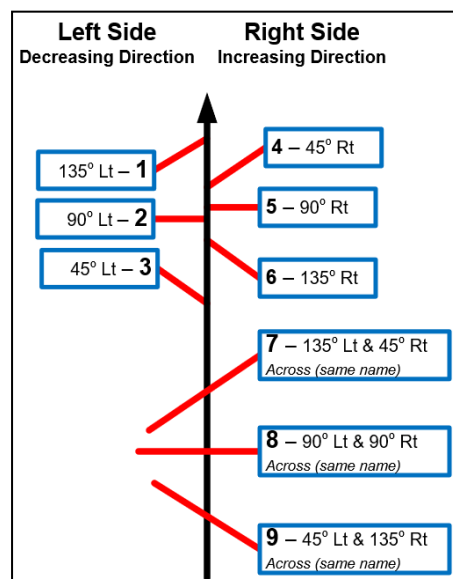 Left Side
Decreasing Direction
Right Side
Increasing Direction
135° Lt – 1
90° Lt – 2
45° Lt – 3
4 – 45° Rt
5 – 90° Rt
6 – 135° Rt
7 – 135° Lt & 45° Rt
Across (same name)
8 – 90° Lt & 90° Rt
Across (same name)
9 – 45° Lt & 135° Rt
Across (same name)